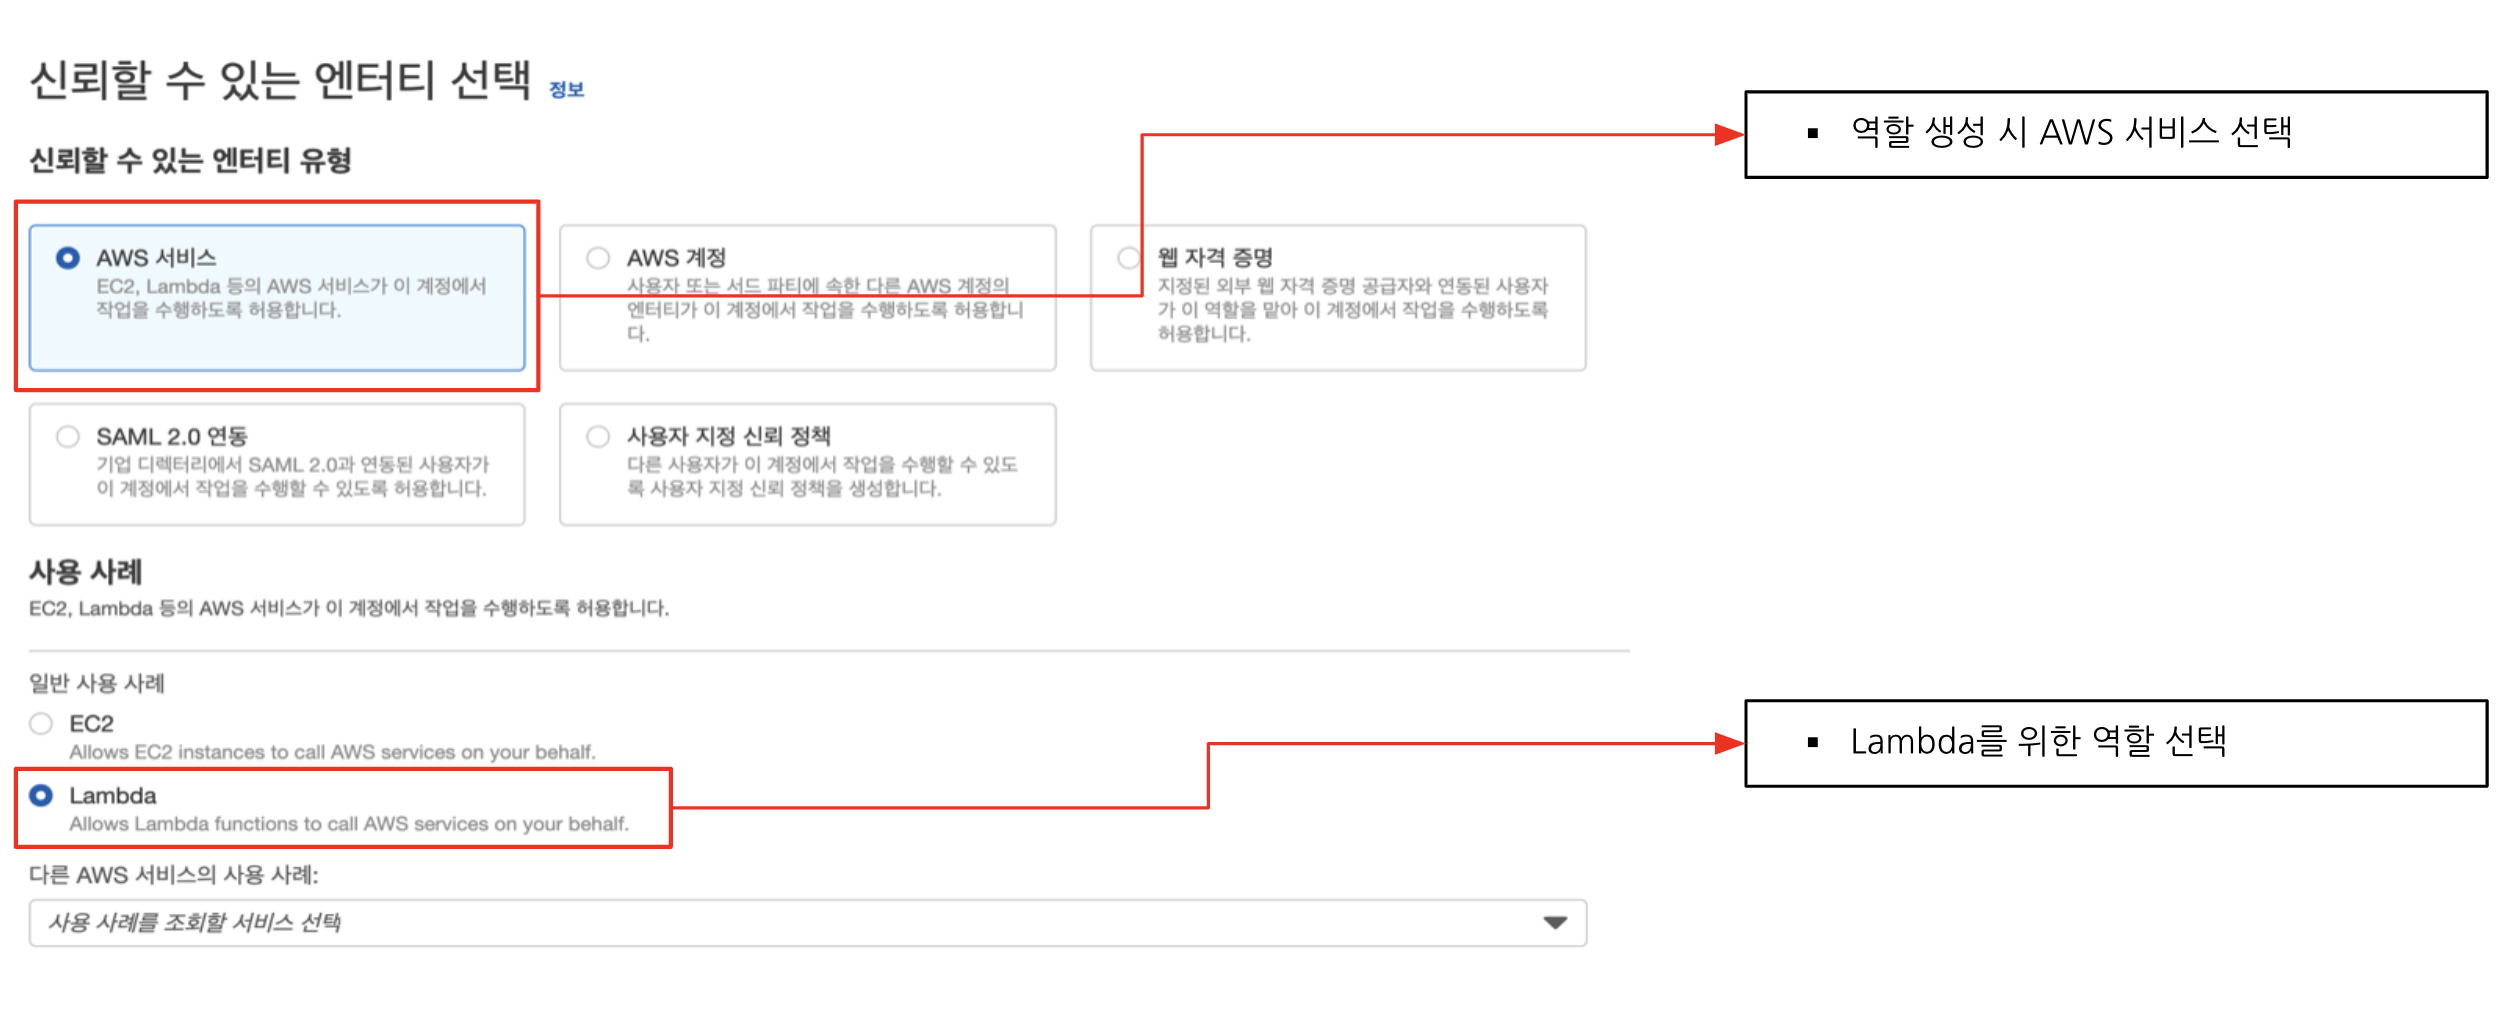 신뢰할 수 있는 엔터티 선택 정보
신뢰할 수 있는 엔터티 유형
AWS 서비스
EC2, Lambda 등의 AWS 서비스가 이 계정에서
작업을 수행하도록 허용합니다.
AWS 계정
사용자 또는 서드 파티에 속한 다른 AWS 계정의
엔터티가 이 계정에서 작업을 수행하도록 허용합니
다.
웹 자격 증명
지정된 외부 웹 자격 증명 공급자와 연동된 사용자
가 이 역할을 맡아 이 계정에서 작업을 수행하도록
허용합니다.
SAML 2.0 연동
기업 디렉터리에서 SAML 2.0과 연동된 사용자가
이 계정에서 작업을 수행할 수 있도록 허용합니다.
사용자 지정 신뢰 정책
다른 사용자가 이 계정에서 작업을 수행할 수 있도
록 사용자 지정 신뢰 정책을 생성합니다.
사용 사례
EC2, Lambda 등의 AWS 서비스가 이 계정에서 작업을 수행하도록 허용합니다.
일반 사용 사례
EC2
Allows EC2 instances to call AWS services on your behalf.
Lambda
Allows Lambda functions to call AWS services on your behalf.
다른 AWS 서비스의 사용 사례:
사용 사례를 조회할 서비스 선택
▪ 역할 생성 시 AWS 서비스 선택
▪ Lambda를 위한 역할 선택